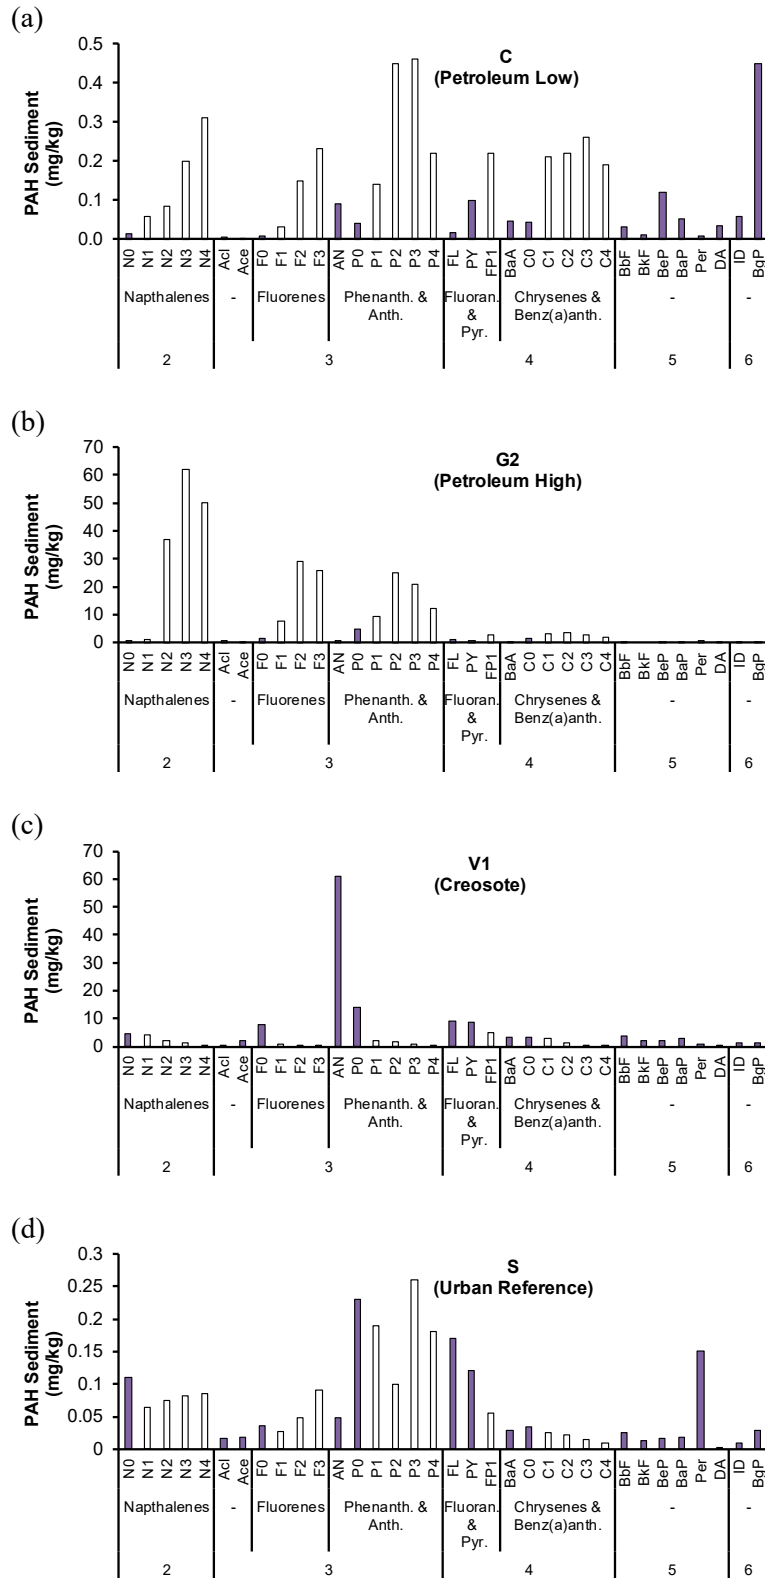 (a)
C
(Petroleum Low)
PAH Sediment
(mg/kg)
0.5
0.4
0.3
0.2
0.1
0.0
N0 N1 N2 N3 N4 Acl Ace F0 F1 F2 F3 AN P0 P1 P2 P3 P4 FL PY FP1 BaA C0 C1 C2 C3 C4 BbF BkF BeP BaP Per DA ID BgP
Napthalenes - Fluorenes Phenanth. & Fluoran. Chrysenes & - -
Anth. & Benz(a)anth.
Pyr.
2 3 4 5 6
(b)
G2
(Petroleum High)
PAH Sediment
(mg/kg)
70
60
50
40
30
20
10
0
N0 N1 N2 N3 N4 Acl Ace F0 F1 F2 F3 AN P0 P1 P2 P3 P4 FL PY FP1 BaA C0 C1 C2 C3 C4 BbF BkF BeP BaP Per DA ID BgP
Napthalenes - Fluorenes Phenanth. & Fluoran. Chrysenes & - -
Anth. & Benz(a)anth.
Pyr.
2 3 4 5 6
(c)
V1
(Creosote)
PAH Sediment
(mg/kg)
70
60
50
40
30
20
10
0
N0 N1 N2 N3 N4 Acl Ace F0 F1 F2 F3 AN P0 P1 P2 P3 P4 FL PY FP1 BaA C0 C1 C2 C3 C4 BbF BkF BeP BaP Per DA ID BgP
Napthalenes - Fluorenes Phenanth. & Fluoran. Chrysenes & - -
Anth. & Benz(a)anth.
Pyr.
2 3 4 5 6
(d)
S
(Urban Reference)
PAH Sediment
(mg/kg)
0.3
0.25
0.2
0.15
0.1
0.05
0
N0 N1 N2 N3 N4 Acl Ace F0 F1 F2 F3 AN P0 P1 P2 P3 P4 FL PY FP1 BaA C0 C1 C2 C3 C4 BbF BkF BeP BaP Per DA ID BgP
Napthalenes - Fluorenes Phenanth. & Fluoran. Chrysenes & - -
Anth. & Benz(a)anth.
Pyr.
2 3 4 5 6